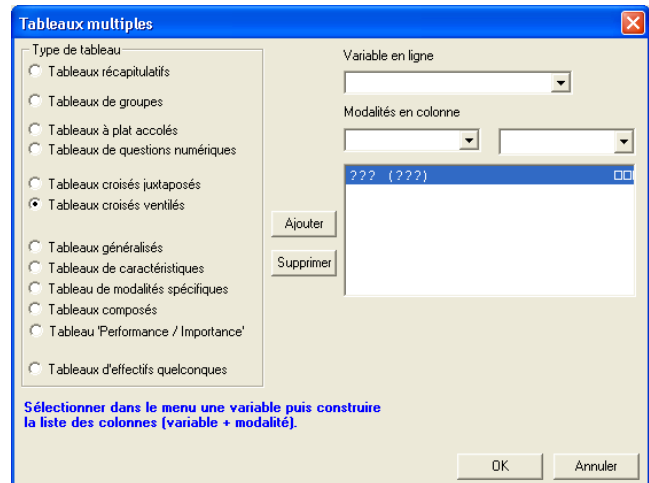 Tableaux multiples
Type de tableau
Tableaux récapitulatifs
Tableaux de groupes
Tableaux à plat accolés
Tableaux de questions numériques
Tableaux croisés juxtaposés
Tableaux croisés ventilés
Tableaux généralisés
Tableaux de caractéristiques
Tableau de modalités spécifiques
Tableaux composés
Tableau 'Performance / Importance'
Tableaux d'effectifs quelconques
Variable en ligne
Modalités en colonne
??? (???)
Ajouter
Supprimer
Sélectionner dans le menu une variable puis construire
la liste des colonnes (variable + modalité).
OK
Annuler